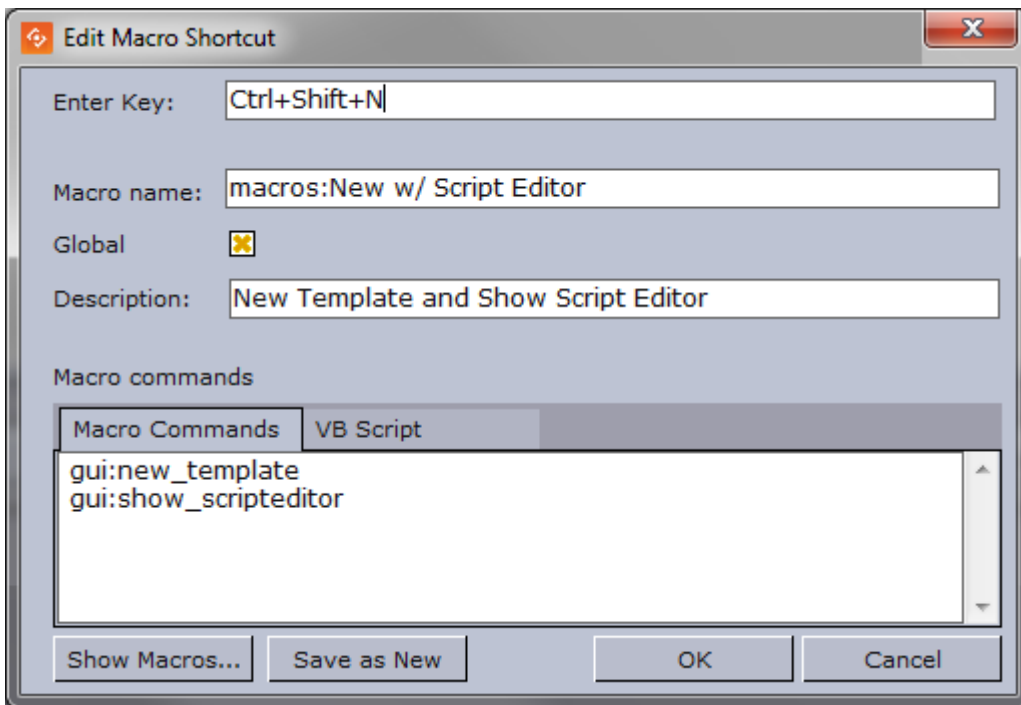 Edit Macro Shortcut
Enter Key: Ctrl+Shift+N
Macro name: macros:New w/ Script Editor
Global
Description: New Template and Show Script Editor
Macro commands
Macro Commands VB Script
gui:new_template
gui:show_scripteditor
Show Macros... Save as New OK Cancel